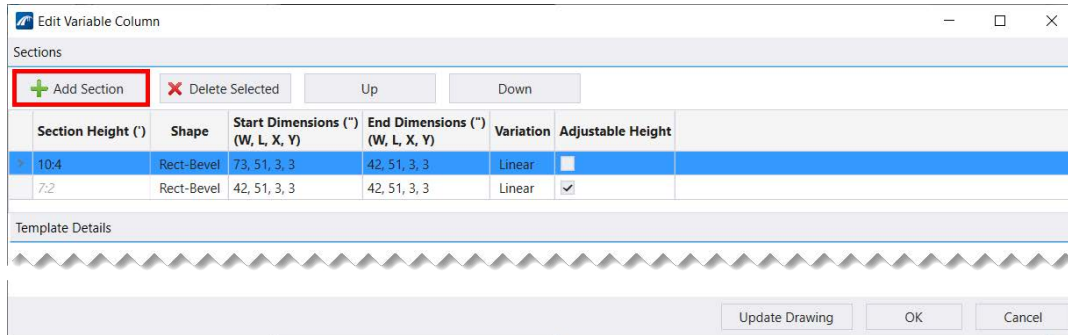 Edit Variable Column
Sections
Add Section Delete Selected Up Down
Section Height (') Shape Start Dimensions (") (W, L, X, Y) End Dimensions (") (W, L, X, Y) Variation Adjustable Height
10:4 Rect-Bevel 73, 51, 3, 3 42, 51, 3, 3 Linear
7:2 Rect-Bevel 42, 51, 3, 3 42, 51, 3, 3 Linear
Template Details
Update Drawing OK Cancel